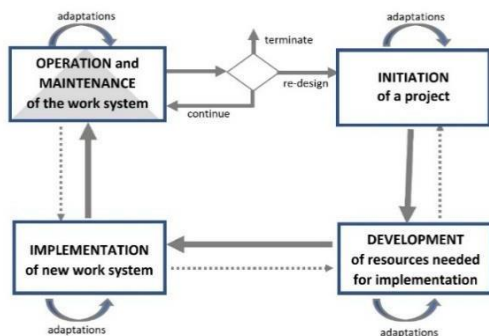 adaptations
adaptations
terminate
OPERATION and
MAINTENANCE
of the work system
INITIATION
of a project
re-design
continue
IMPLEMENTATION
of new work system
DEVELOPMENT
of resources needed
for implementation
adaptations
adaptations